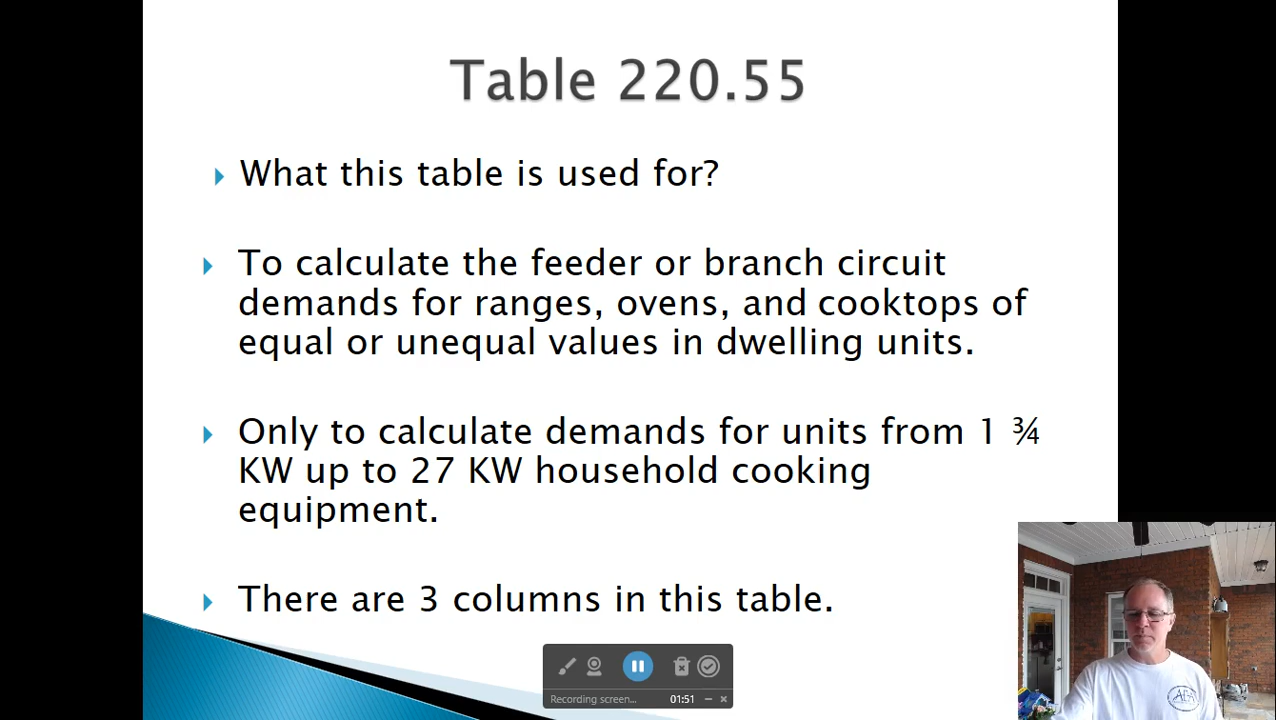 Table 220.55
What this table is used for?
To calculate the feeder or branch circuit
demands for ranges, ovens, and cooktops of
equal or unequal values in dwelling units.
Only to calculate demands for units from 1 ¾
KW up to 27 KW household cooking
equipment.
There are 3 columns in this table.
Recording screen... 01:51